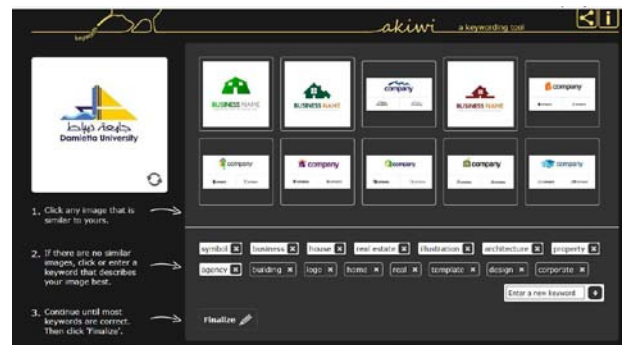 keywords
akiwi a keywording tool
i
جامعة دمياط
Damietta University
BUSINESS NAME
BUSINESS NAME
company
BUSINESS NAME
company
company
company
company
company
company
1. Click any image that is
similar to yours.
2. If there are no similar
images, click or enter a
keyword that describes
your image best.
3. Continue until most
keywords are correct.
Then click 'Finalize'.
symbol x business x house x real estate x illustration x architecture x property x
agency x building x logo x home x real x template x design x corporate x
Enter a new keyword +
Finalize